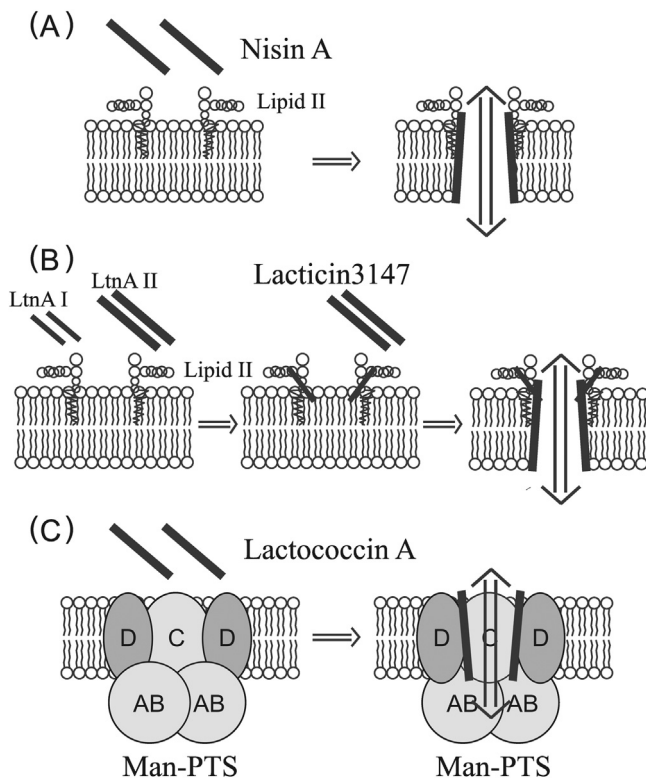 (A)
Nisin A
Lipid II
(B)
LtnA I
LtnA II
Lacticin3147
Lipid II
(C)
Lactococcin A
D C D
AB AB
Man-PTS
D C D
AB AB
Man-PTS